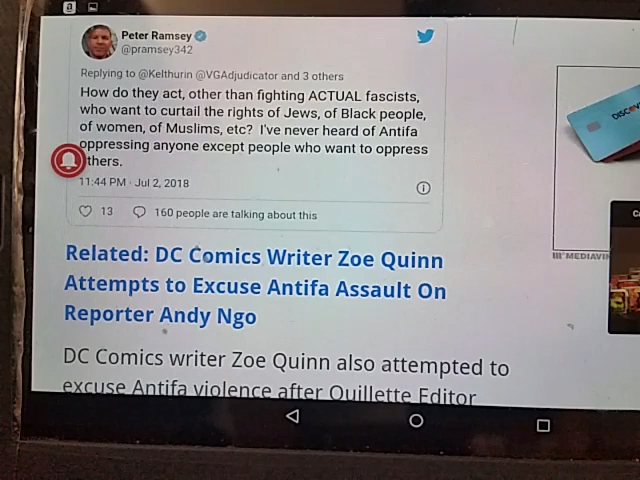 Peter Ramsey
@pramsey342
Replying to @Kelthurin @VGAdjudicator and 3 others
How do they act, other than fighting ACTUAL fascists,
who want to curtail the rights of Jews, of Black people,
of women, of Muslims, etc? I've never heard of Antifa
oppressing anyone except people who want to oppress
thers.
11:44 PM · Jul 2, 2018
13 160 people are talking about this
Related: DC Comics Writer Zoe Quinn
Attempts to Excuse Antifa Assault On
Reporter Andy Ngo
DC Comics writer Zoe Quinn also attempted to
excuse Antifa violence after Quillette Editor
DISCOV
MEDIAVIN